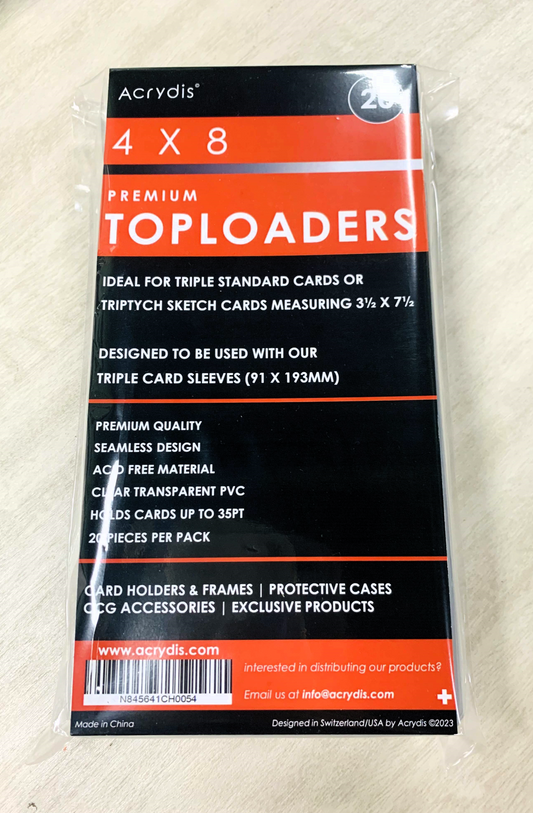 Acrydis®
20
4 X 8
PREMIUM
TOPLOADERS
IDEAL FOR TRIPLE STANDARD CARDS OR
TRIPTYCH SKETCH CARDS MEASURING 3½ X 7½
DESIGNED TO BE USED WITH OUR
TRIPLE CARD SLEEVES (91 X 193MM)
PREMIUM QUALITY
SEAMLESS DESIGN
ACID FREE MATERIAL
CLEAR TRANSPARENT PVC
HOLDS CARDS UP TO 35PT
20 PIECES PER PACK
CARD HOLDERS & FRAMES | PROTECTIVE CASES
CCG ACCESSORIES | EXCLUSIVE PRODUCTS
www.acrydis.com
interested in distributing our products?
N845641CH0054
Email us at info@acrydis.com
Made in China
Designed in Switzerland/USA by Acrydis ©2023